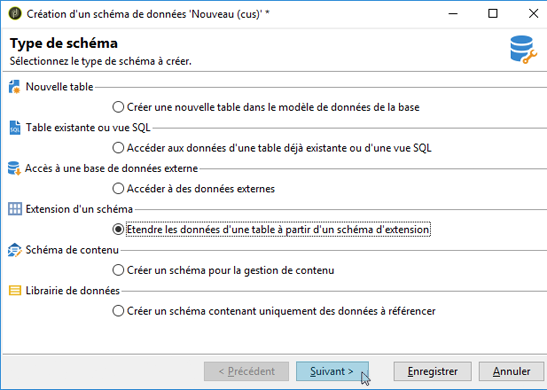 Création d'un schéma de données 'Nouveau (cus)' *
Type de schéma
Sélectionnez le type de schéma à créer.
Nouvelle table
Créer une nouvelle table dans le modèle de données de la base
Table existante ou vue SQL
Accéder aux données d'une table déjà existante ou d'une vue SQL
Accès à une base de données externe
Accéder à des données externes
Extension d'un schéma
Etendre les données d'une table à partir d'un schéma d'extension
Schéma de contenu
Créer un schéma pour la gestion de contenu
Librairie de données
Créer un schéma contenant uniquement des données à référencer
< Précédent Suivant > Enregistrer Annuler